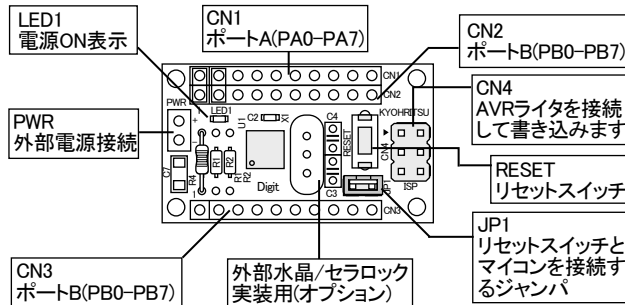 LED1
電源ON表示
CN1
ポートA(PA0-PA7)
CN2
ポートB(PB0-PB7)
CN4
AVRライタを接続
して書き込みます
PWR
外部電源接続
RESET
リセットスイッチ
JP1
リセットスイッチと
マイコンを接続す
るジャンパ
CN3
ポートB(PB0-PB7)
外部水晶/セラロック
実装用(オプション)
CN1
CN2
PWR
1
+
-
LED1
U1
C2
X1
C4
RESET
KYOHRITSU
CN4
ISP
C7
R4
R1
R2
R1
R2
Digit
C3
JP1
1
CN3